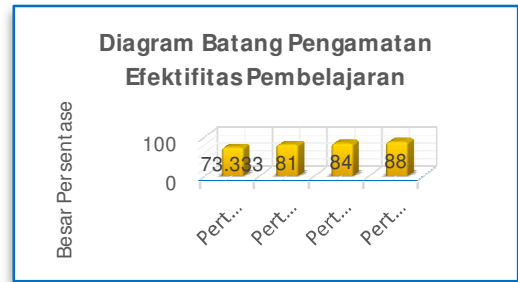 Diagram Batang Pengamatan
Efektifitas Pembelajaran
Besar Persentase
100
0
73.333 81 84 88
Pert... Pert... Pert... Pert...